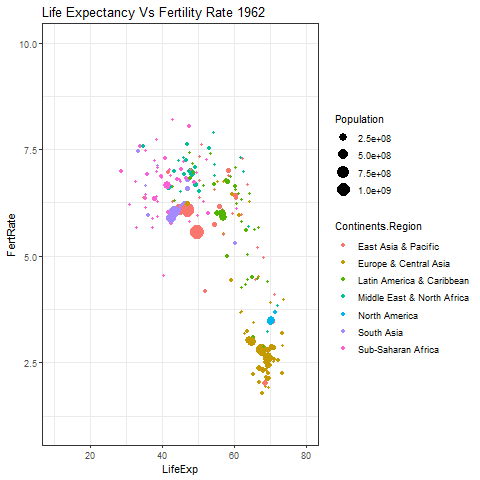 Life Expectancy Vs Fertility Rate 1962
10.0
7.5
5.0
2.5
FertRate
20
40
60
80
LifeExp
Population
2.5e+08
5.0e+08
7.5e+08
1.0e+09
Continents.Region
East Asia & Pacific
Europe & Central Asia
Latin America & Caribbean
Middle East & North Africa
North America
South Asia
Sub-Saharan Africa